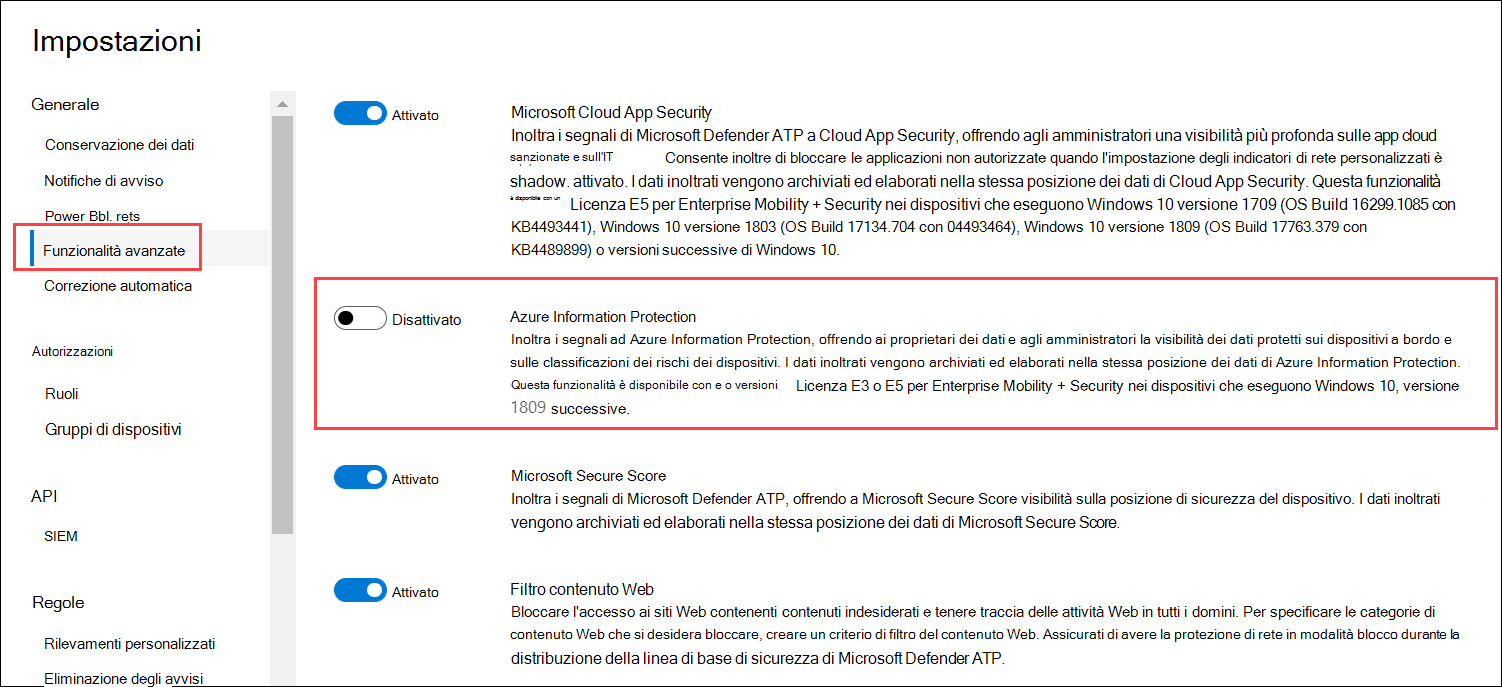 Impostazioni
Generale
Conservazione dei dati
Notifiche di avviso
Power Bbl. rets
Funzionalità avanzate
Correzione automatica
Autorizzazioni
Ruoli
Gruppi di dispositivi
API
SIEM
Regole
Rilevamenti personalizzati
Eliminazione degli avvisi
Attivato
Microsoft Cloud App Security
Inoltra i segnali di Microsoft Defender ATP a Cloud App Security, offrendo agli amministratori una visibilità più profonda sulle app cloud
sanzionate e sull'IT Consente inoltre di bloccare le applicazioni non autorizzate quando l'impostazione degli indicatori di rete personalizzati è
shadow. attivato. I dati inoltrati vengono archiviati ed elaborati nella stessa posizione dei dati di Cloud App Security. Questa funzionalità
è disponibile con un Licenza E5 per Enterprise Mobility + Security nei dispositivi che eseguono Windows 10 versione 1709 (OS Build 16299.1085 con
KB4493441), Windows 10 versione 1803 (OS Build 17134.704 con 04493464), Windows 10 versione 1809 (OS Build 17763.379 con
KB4489899) o versioni successive di Windows 10.
Disattivato
Azure Information Protection
Inoltra i segnali ad Azure Information Protection, offrendo ai proprietari dei dati e agli amministratori la visibilità dei dati protetti sui dispositivi a bordo e
sulle classificazioni dei rischi dei dispositivi. I dati inoltrati vengono archiviati ed elaborati nella stessa posizione dei dati di Azure Information Protection.
Questa funzionalità è disponibile con e o versioni Licenza E3 o E5 per Enterprise Mobility + Security nei dispositivi che eseguono Windows 10, versione
1809 successive.
Attivato
Microsoft Secure Score
Inoltra i segnali di Microsoft Defender ATP, offrendo a Microsoft Secure Score visibilità sulla posizione di sicurezza del dispositivo. I dati inoltrati
vengono archiviati ed elaborati nella stessa posizione dei dati di Microsoft Secure Score.
Attivato
Filtro contenuto Web
Bloccare l'accesso ai siti Web contenenti contenuti indesiderati e tenere traccia delle attività Web in tutti i domini. Per specificare le categorie di
contenuto Web che si desidera bloccare, creare un criterio di filtro del contenuto Web. Assicurati di avere la protezione di rete in modalità blocco durante la
distribuzione della linea di base di sicurezza di Microsoft Defender ATP.